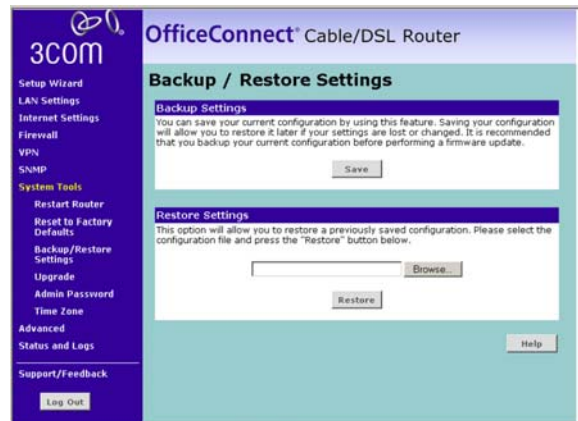 3COM
OfficeConnect® Cable/DSL Router
Setup Wizard
LAN Settings
Internet Settings
Firewall
VPN
SNMP
System Tools
Restart Router
Reset to Factory
Defaults
Backup/Restore
Settings
Upgrade
Admin Password
Time Zone
Advanced
Status and Logs
Support/Feedback
Log Out
Backup / Restore Settings
Backup Settings
You can save your current configuration by using this feature. Saving your configuration
will allow you to restore it later if your settings are lost or changed. It is recommended
that you backup your current configuration before performing a firmware update.
Save
Restore Settings
This option will allow you to restore a previously saved configuration. Please select the
configuration file and press the "Restore" button below.
Browse...
Restore
Help